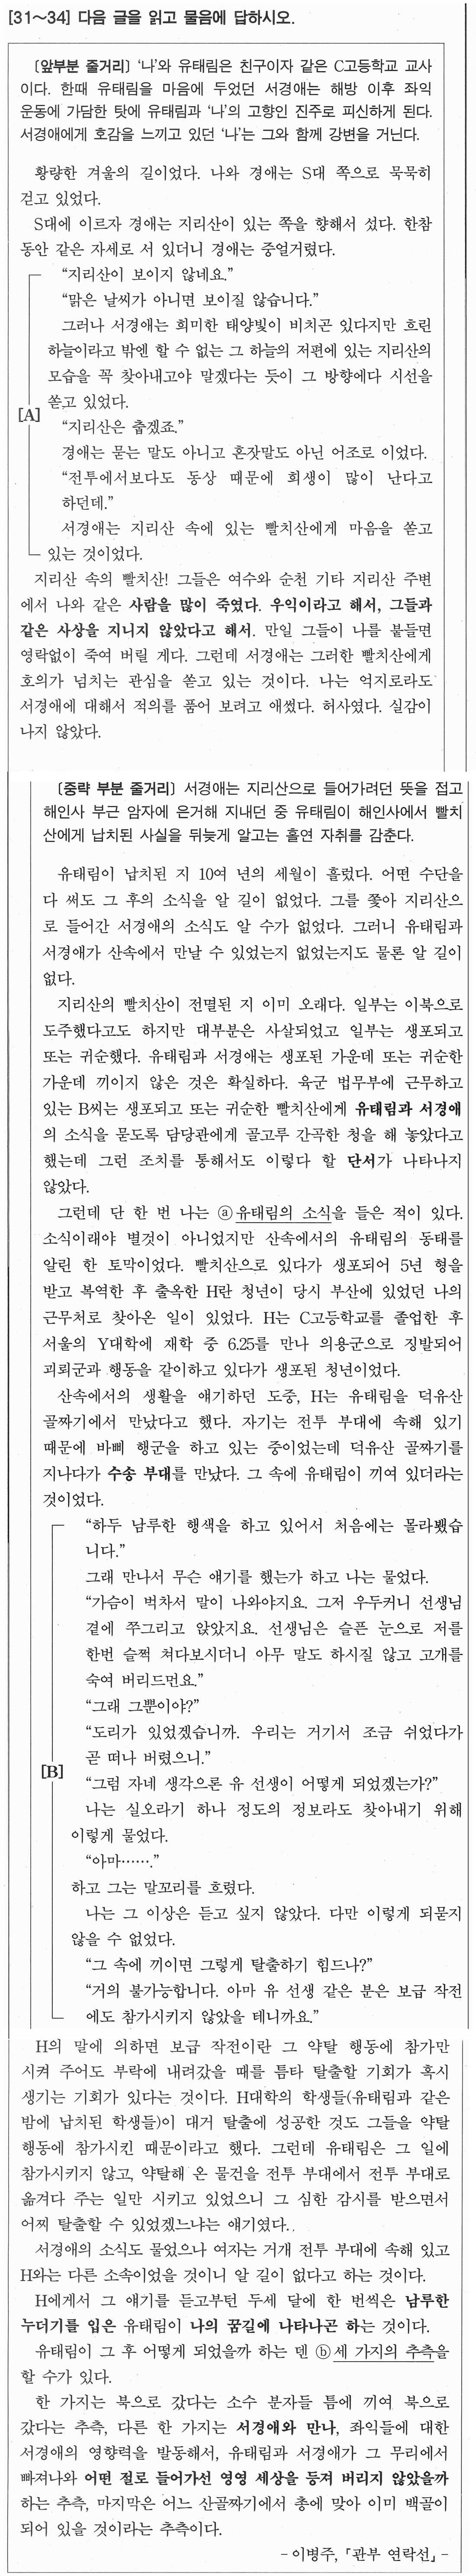 [31～34] 다음 글을 읽고 물음에 답하시오.
〔앞부분 줄거리〕 ‘나’와 유태림은 친구이자 같은 C고등학교 교사
이다. 한때 유태림을 마음에 두었던 서경애는 해방 이후 좌익
운동에 가담한 탓에 유태림과 ‘나’의 고향인 진주로 피신하게 된다.
서경애에게 호감을 느끼고 있던 ‘나’는 그와 함께 강변을 거닌다.
황량한 겨울의 길이었다. 나와 경애는 S대 쪽으로 묵묵히
걷고 있었다.
S대에 이르자 경애는 지리산이 있는 쪽을 향해서 섰다. 한참
동안 같은 자세로 서 있더니 경애는 중얼거렸다.
“지리산이 보이지 않네요.”
“맑은 날씨가 아니면 보이질 않습니다.”
그러나 서경애는 희미한 태양빛이 비치곤 있다지만 흐린
하늘이라고 밖엔 할 수 없는 그 하늘의 저편에 있는 지리산의
모습을 꼭 찾아내고야 말겠다는 듯이 그 방향에다 시선을
쏟고 있었다.
[A]
“지리산은 춥겠죠.”
경애는 묻는 말도 아니고 혼잣말도 아닌 어조로 이었다.
“전투에서보다도 동상 때문에 희생이 많이 난다고
하던데.”
서경애는 지리산 속에 있는 빨치산에게 마음을 쏟고
있는 것이었다.
지리산 속의 빨치산! 그들은 여수와 순천 기타 지리산 주변
에서 나와 같은 사람을 많이 죽였다. 우익이라고 해서, 그들과
같은 사상을 지니지 않았다고 해서. 만일 그들이 나를 붙들면
영락없이 죽여 버릴 게다. 그런데 서경애는 그러한 빨치산에게
호의가 넘치는 관심을 쏟고 있는 것이다. 나는 억지로라도
서경애에 대해서 적의를 품어 보려고 애썼다. 허사였다. 실감이
나지 않았다.
〔중략 부분 줄거리〕 서경애는 지리산으로 들어가려던 뜻을 접고
해인사 부근 암자에 은거해 지내던 중 유태림이 해인사에서 빨치
산에게 납치된 사실을 뒤늦게 알고는 홀연 자취를 감춘다.
유태림이 납치된 지 10여 년의 세월이 흘렀다. 어떤 수단을
다 써도 그 후의 소식을 알 길이 없었다. 그를 쫓아 지리산으
로 들어간 서경애의 소식도 알 수가 없었다. 그러니 유태림과
서경애가 산속에서 만날 수 있었는지 없었는지도 물론 알 길이
없다.
지리산의 빨치산이 전멸된 지 이미 오래다. 일부는 이북으로
도주했다고도 하지만 대부분은 사살되었고 일부는 생포되고
또는 귀순했다. 유태림과 서경애는 생포된 가운데 또는 귀순한
가운데 끼이지 않은 것은 확실하다. 육군 법무부에 근무하고
있는 B씨는 생포되고 또는 귀순한 빨치산에게 유태림과 서경애
의 소식을 묻도록 담당관에게 골고루 간곡한 청을 해 놓았다고
했는데 그런 조치를 통해서도 이렇다 할 단서가 나타나지
않았다.
그런데 단 한 번 나는 ⓐ유태림의 소식을 들은 적이 있다.
소식이래야 별것이 아니었지만 산속에서의 유태림의 동태를
알린 한 토막이었다. 빨치산으로 있다가 생포되어 5년 형을
받고 복역한 후 출옥한 H란 청년이 당시 부산에 있었던 나의
근무처로 찾아온 일이 있었다. H는 C고등학교를 졸업한 후
서울의 Y대학에 재학 중 6.25를 만나 의용군으로 징발되어
괴뢰군과 행동을 같이하고 있다가 생포된 청년이었다.
산속에서의 생활을 얘기하던 도중, H는 유태림을 덕유산
골짜기에서 만났다고 했다. 자기는 전투 부대에 속해 있기
때문에 바삐 행군을 하고 있는 중이었는데 덕유산 골짜기를
지나다가 수송 부대를 만났다. 그 속에 유태림이 끼여 있더라는
것이었다.
“하두 남루한 행색을 하고 있어서 처음에는 몰라봤습
니다.”
그래 만나서 무슨 얘기를 했는가 하고 나는 물었다.
“가슴이 벅차서 말이 나와야지요. 그저 우두커니 선생님
곁에 쭈그리고 앉았지요. 선생님은 슬픈 눈으로 저를
한번 슬쩍 쳐다보시더니 아무 말도 하시질 않고 고개를
숙여 버리드먼요.”
“그래 그뿐이야?”
“도리가 있었겠습니까. 우리는 거기서 조금 쉬었다가
곧 떠나 버렸으니.”
[B]
“그럼 자네 생각으론 유 선생이 어떻게 되었겠는가?”
나는 실오라기 하나 정도의 정보라도 찾아내기 위해
이렇게 물었다.
“아마…….”
하고 그는 말꼬리를 흐렸다.
나는 그 이상은 듣고 싶지 않았다. 다만 이렇게 되묻지
않을 수 없었다.
“그 속에 끼이면 그렇게 탈출하기 힘드나?”
“거의 불가능합니다. 아마 유 선생 같은 분은 보급 작전
에도 참가시키지 않았을 테니까요.”
H의 말에 의하면 보급 작전이란 그 약탈 행동에 참가만
시켜 주어도 부락에 내려갔을 때를 틈타 탈출할 기회가 혹시
생기는 기회가 있다는 것이다. H대학의 학생들(유태림과 같은
밤에 납치된 학생들)이 대거 탈출에 성공한 것도 그들을 약탈
행동에 참가시킨 때문이라고 했다. 그런데 유태림은 그 일에
참가시키지 않고, 약탈해 온 물건을 전투 부대에서 전투 부대로
옮겨다 주는 일만 시키고 있었으니 그 심한 감시를 받으면서
어찌 탈출할 수 있었겠느냐는 얘기였다.
서경애의 소식도 물었으나 여자는 거개 전투 부대에 속해 있고
H와는 다른 소속이었을 것이니 알 길이 없다고 하는 것이다.
H에게서 그 얘기를 듣고부턴 두세 달에 한 번씩은 남루한
누더기를 입은 유태림이 나의 꿈길에 나타나곤 하는 것이다.
유태림이 그 후 어떻게 되었을까 하는 덴 ⓑ세 가지의 추측을
할 수가 있다.
한 가지는 북으로 갔다는 소수 분자들 틈에 끼여 북으로
갔다는 추측, 다른 한 가지는 서경애와 만나, 좌익들에 대한
서경애의 영향력을 발동해서, 유태림과 서경애가 그 무리에서
빠져나와 어떤 절로 들어가선 영영 세상을 등져 버리지 않았을까
하는 추측, 마지막은 어느 산골짜기에서 총에 맞아 이미 백골이
되어 있을 것이라는 추측이다.
- 이병주, 「관부 연락선」 -